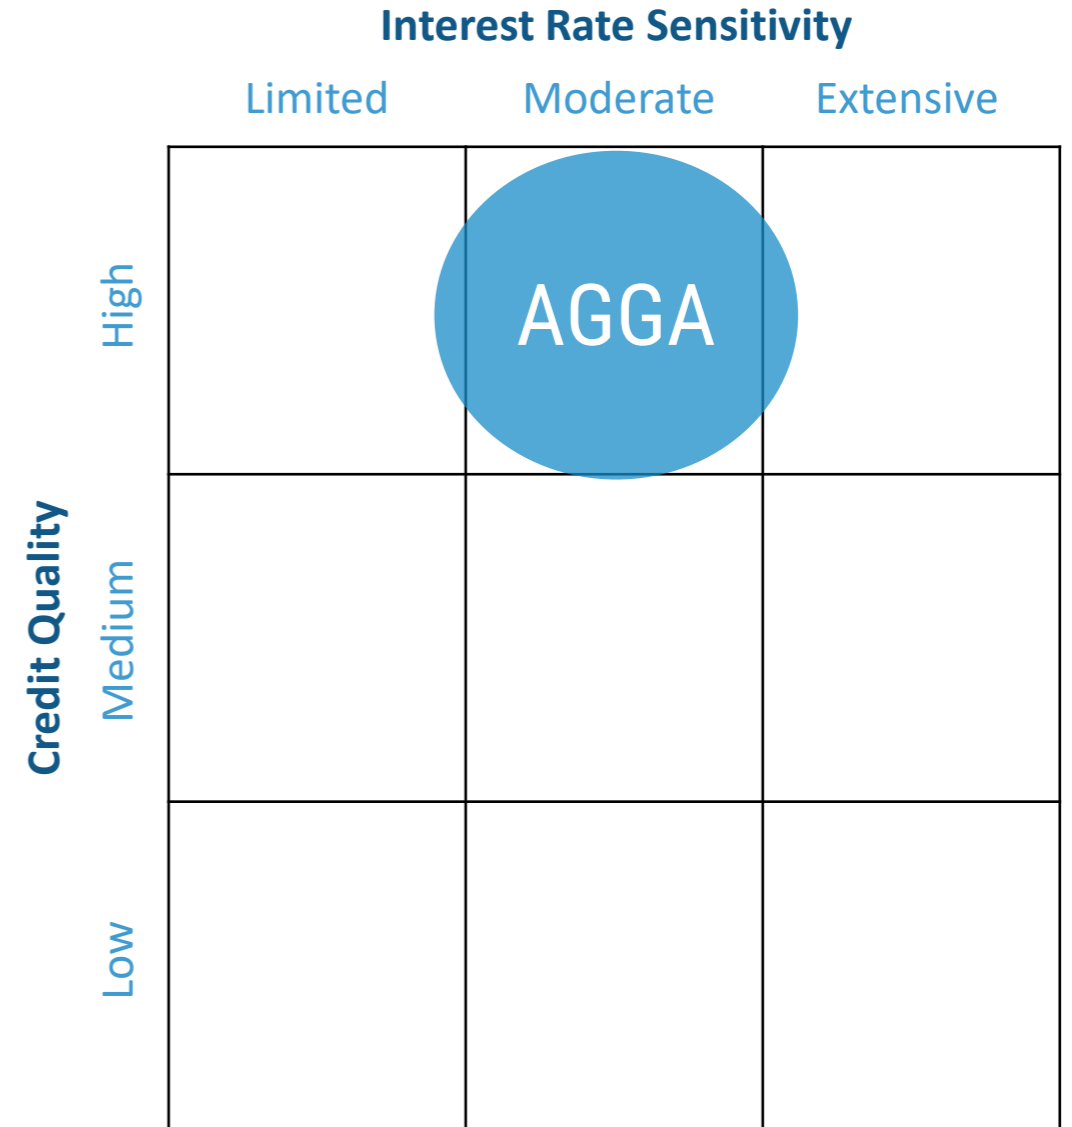 Interest Rate Sensitivity
Limited Moderate Extensive
Credit Quality
High
AGGA
Medium
Low